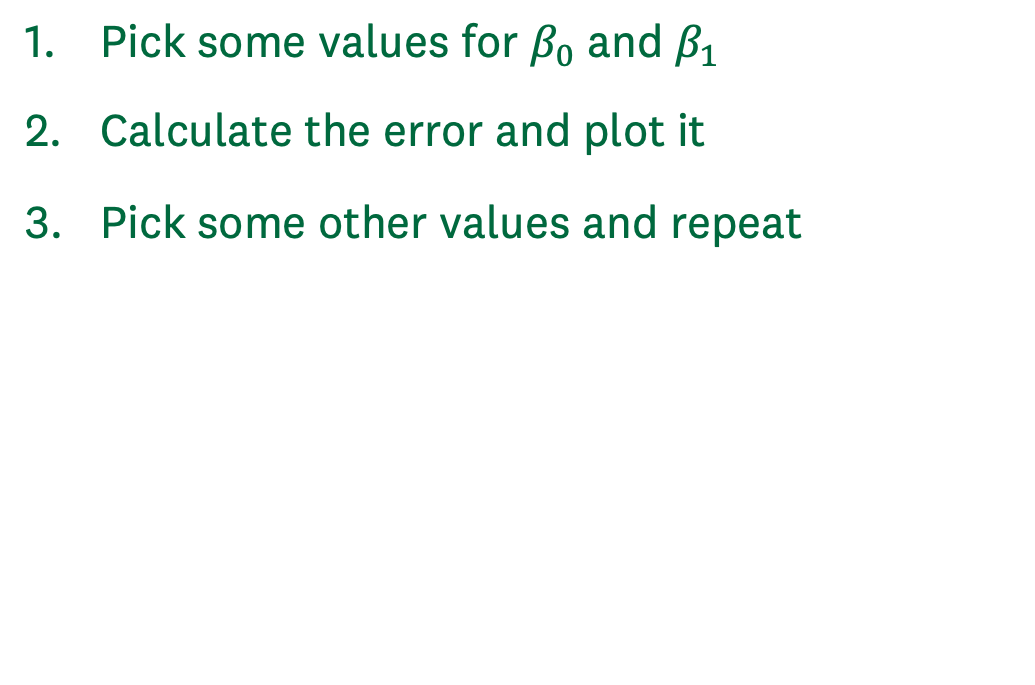 1. Pick some values for β₀ and β₁
2. Calculate the error and plot it
3. Pick some other values and repeat